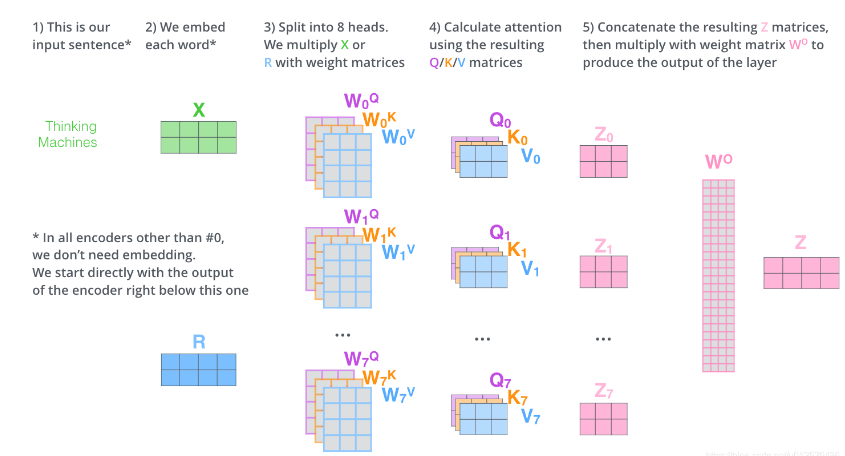 1) This is our
input sentence*
2) We embed
each word*
3) Split into 8 heads.
We multiply X or
R with weight matrices
4) Calculate attention
using the resulting
Q/K/V matrices
5) Concatenate the resulting Z matrices,
then multiply with weight matrix Wᴼ to
produce the output of the layer
Thinking
Machines
X
W₀Q
W₀K
W₀V
Q₀
K₀
V₀
Z₀
Wᴼ
* In all encoders other than #0,
we don't need embedding.
We start directly with the output
of the encoder right below this one
W₁Q
W₁K
W₁V
Q₁
K₁
V₁
Z₁
Z
...
...
...
R
W₇Q
W₇K
W₇V
Q₇
K₇
V₇
Z₇